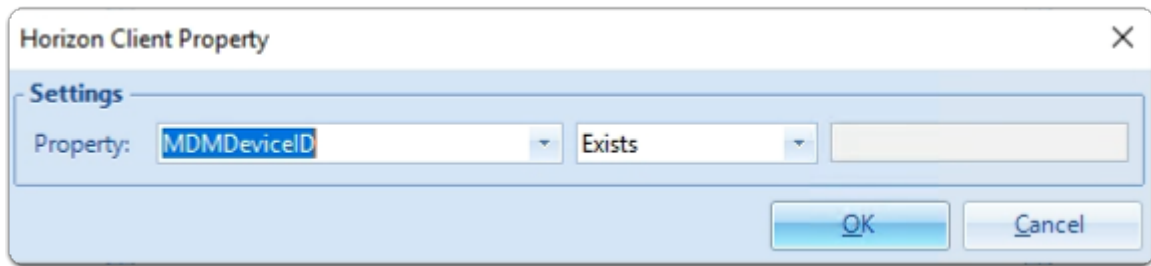 Horizon Client Property
Settings
Property: MDMDeviceID Exists
OK Cancel